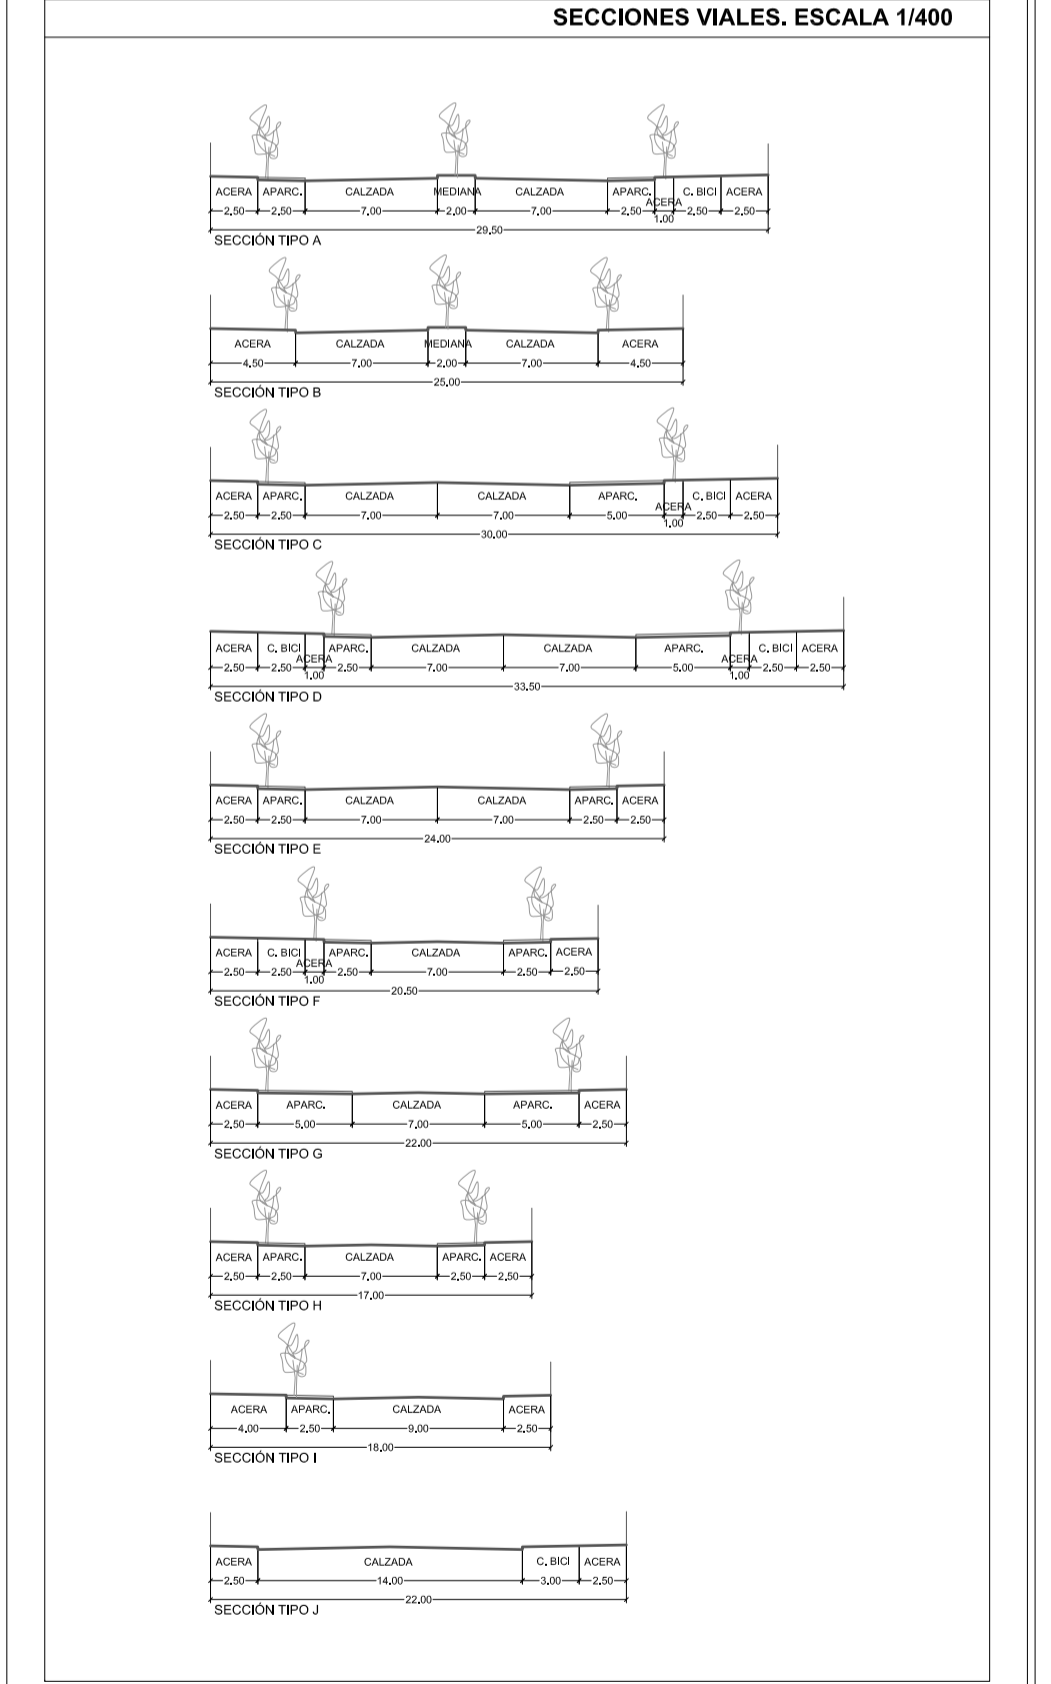 SECCIONES VIALES. ESCALA 1/400
ACERA APARC. CALZADA MEDIANA CALZADA APARC. ACERA C. BICI ACERA
2.50 2.50 7.00 2.00 7.00 2.50 1.00 2.50 2.50
29.50
SECCIÓN TIPO A
ACERA CALZADA MEDIANA CALZADA ACERA
4.50 7.00 2.00 7.00 4.50
25.00
SECCIÓN TIPO B
ACERA APARC. CALZADA CALZADA APARC. ACERA C. BICI ACERA
2.50 2.50 7.00 7.00 5.00 1.00 2.50 2.50
30.00
SECCIÓN TIPO C
ACERA C. BICI ACERA APARC. CALZADA CALZADA APARC. ACERA C. BICI ACERA
2.50 2.50 1.00 2.50 7.00 7.00 5.00 1.00 2.50 2.50
33.50
SECCIÓN TIPO D
ACERA APARC. CALZADA CALZADA APARC. ACERA
2.50 2.50 7.00 7.00 2.50 2.50
24.00
SECCIÓN TIPO E
ACERA C. BICI ACERA APARC. CALZADA APARC. ACERA
2.50 2.50 1.00 2.50 7.00 2.50 2.50
20.50
SECCIÓN TIPO F
ACERA APARC. CALZADA APARC. ACERA
2.50 5.00 7.00 5.00 2.50
22.00
SECCIÓN TIPO G
ACERA APARC. CALZADA APARC. ACERA
2.50 2.50 7.00 2.50 2.50
17.00
SECCIÓN TIPO H
ACERA APARC. CALZADA ACERA
4.00 2.50 9.00 2.50
18.00
SECCIÓN TIPO I
ACERA CALZADA C. BICI ACERA
2.50 14.00 3.00 2.50
22.00
SECCIÓN TIPO J